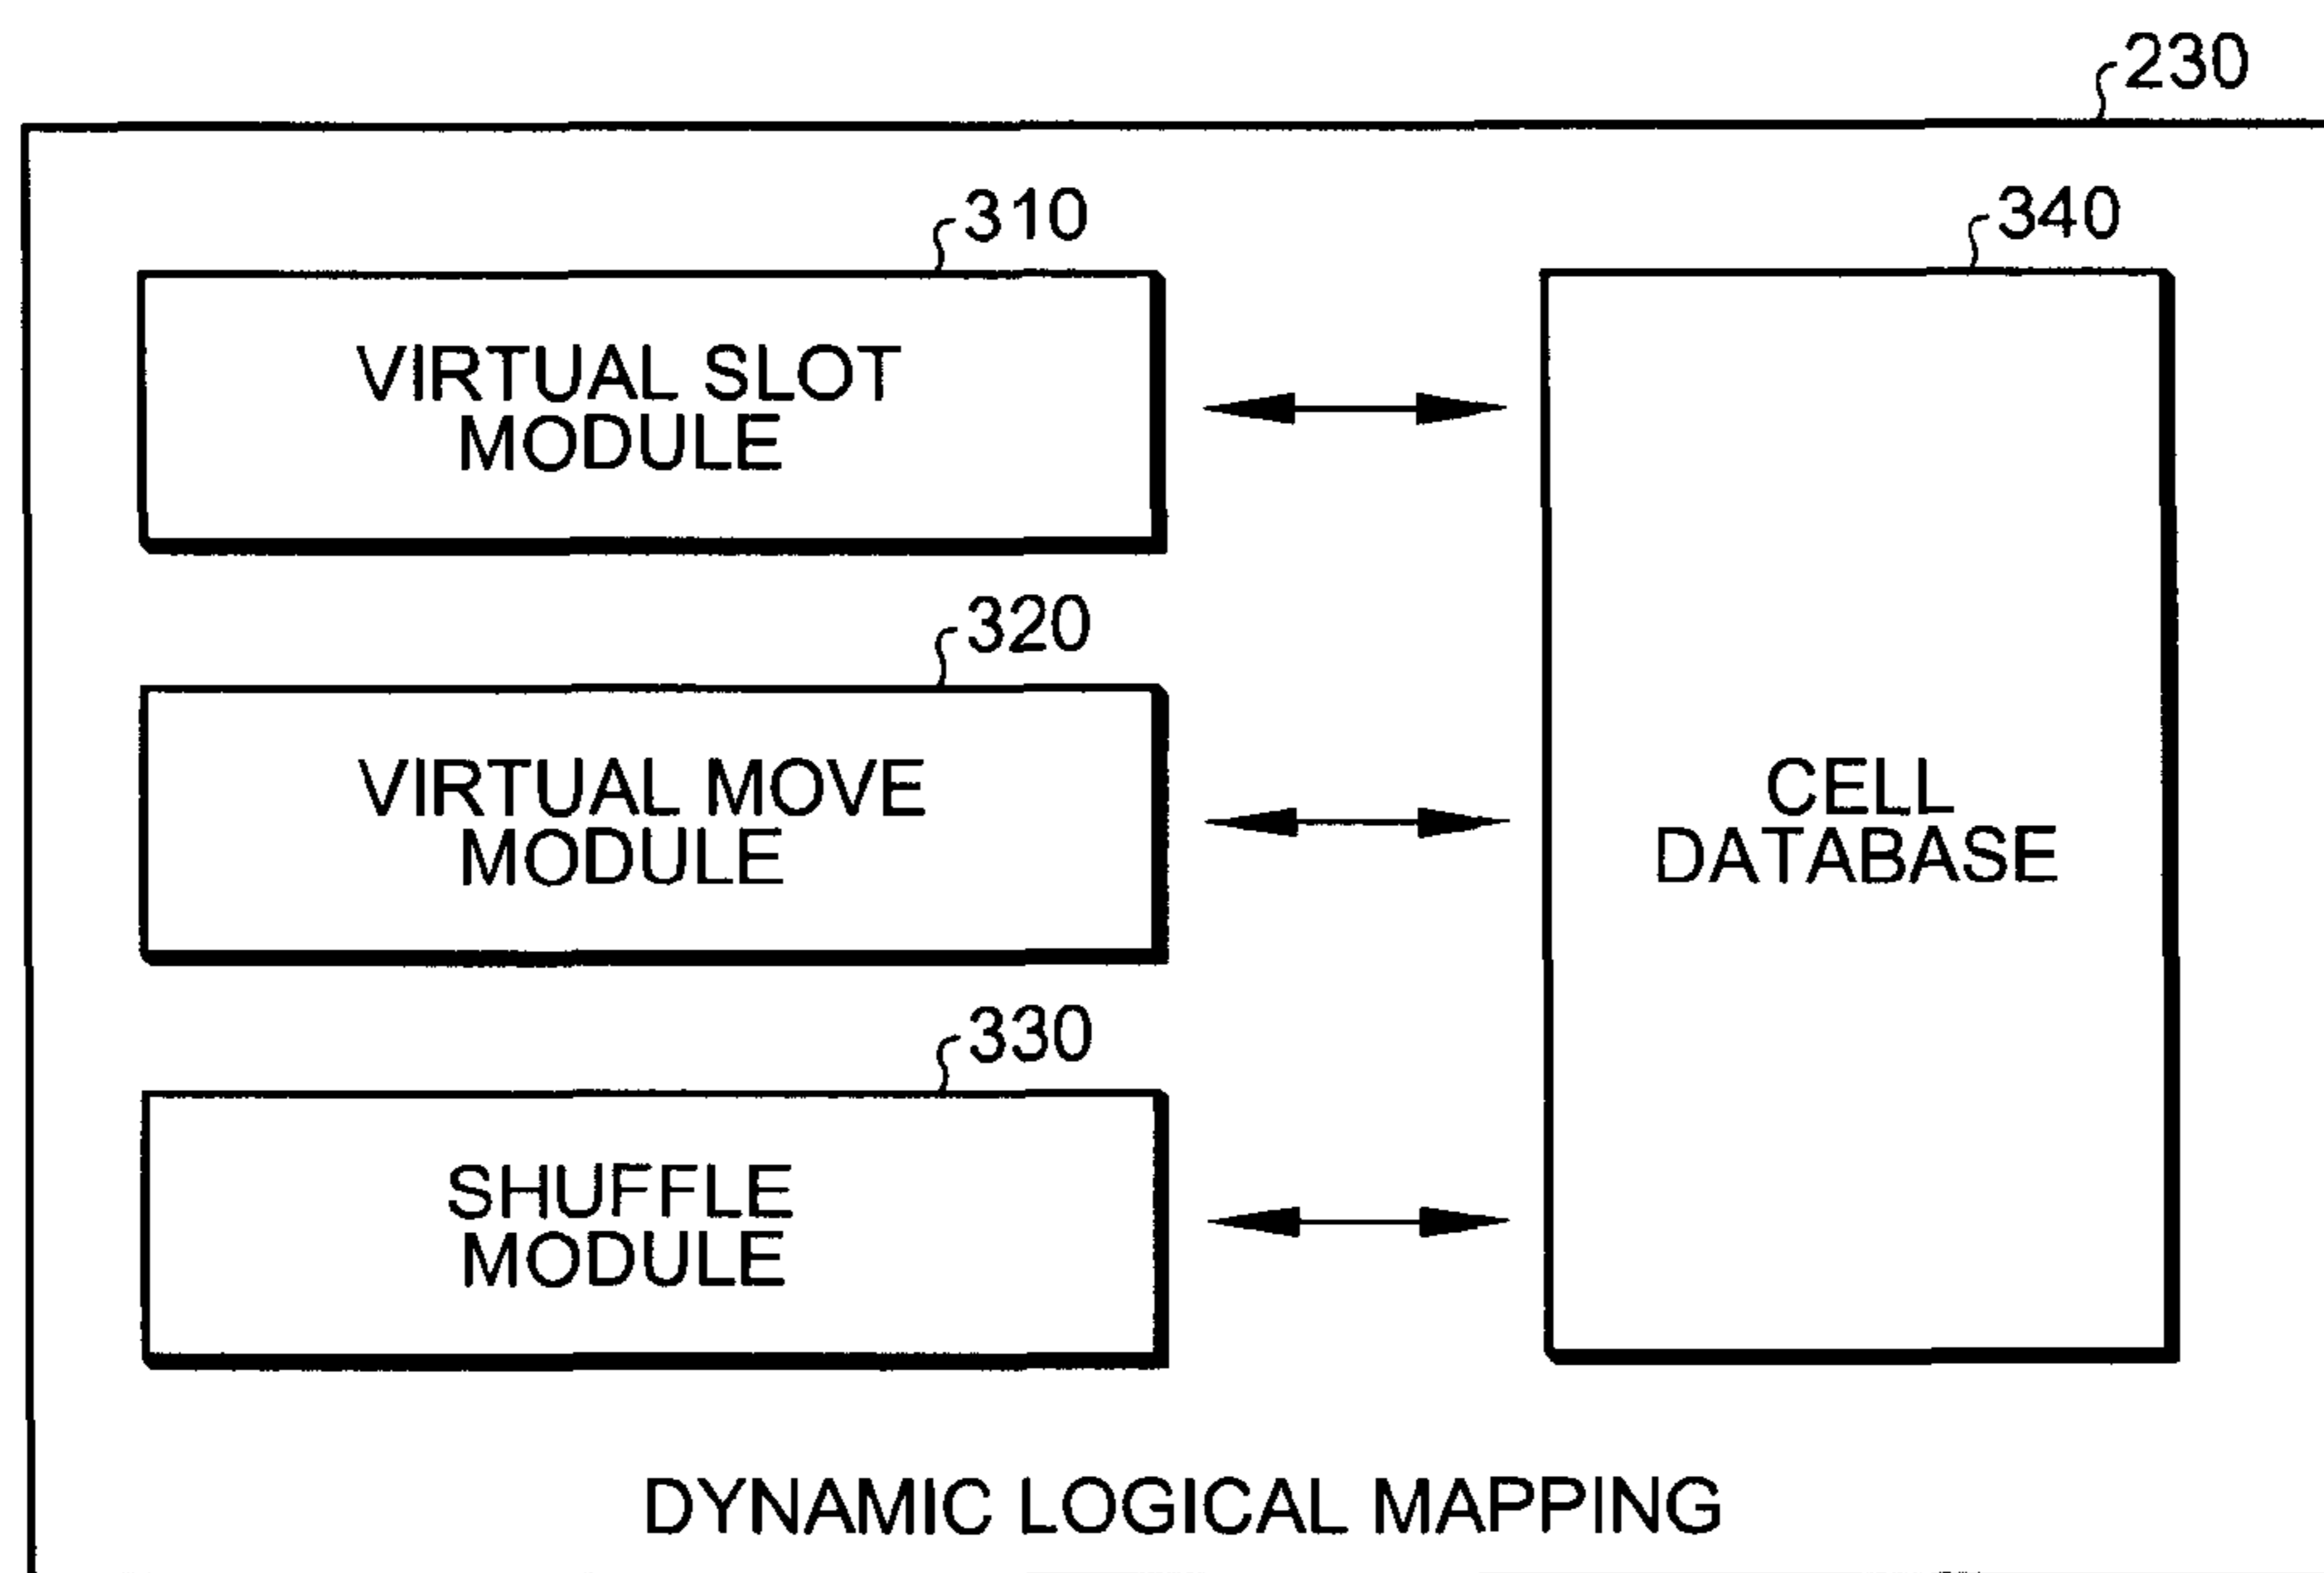 230
310
340
VIRTUAL SLOT
MODULE
320
VIRTUAL MOVE
MODULE
CELL
DATABASE
330
SHUFFLE
MODULE
DYNAMIC LOGICAL MAPPING